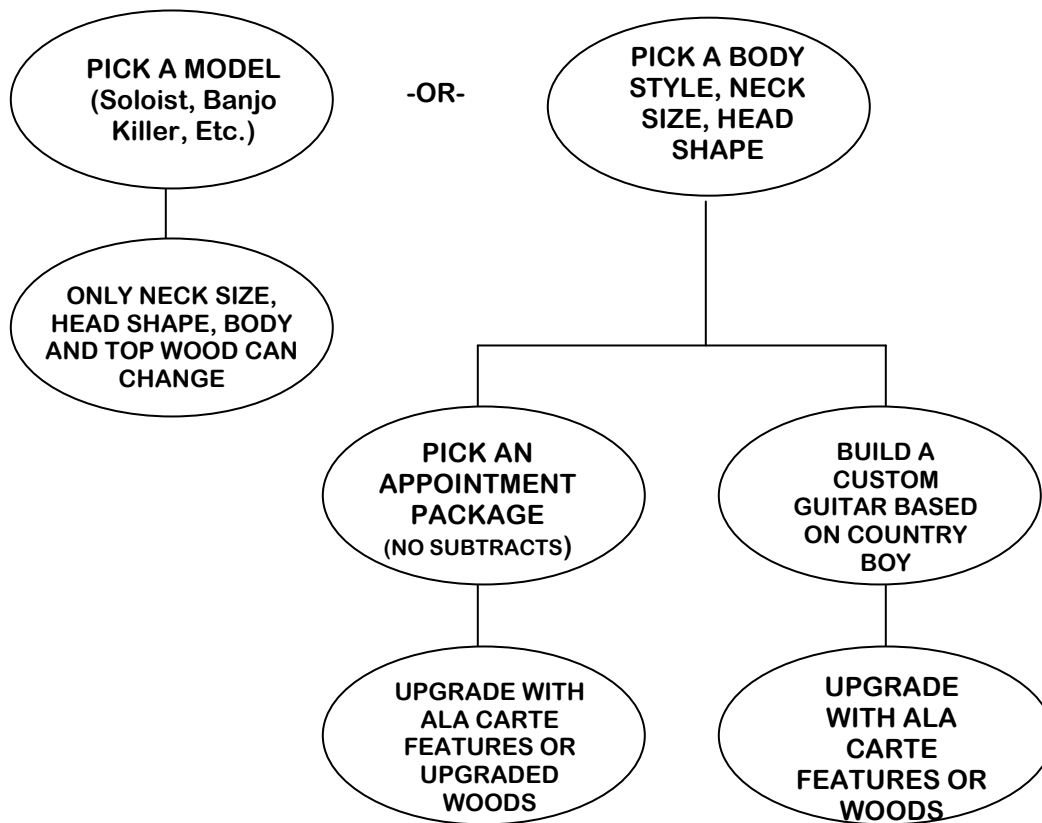 PICK A MODEL
(Soloist, Banjo
Killer, Etc.)
-OR-
PICK A BODY
STYLE, NECK
SIZE, HEAD
SHAPE
ONLY NECK SIZE,
HEAD SHAPE, BODY
AND TOP WOOD CAN
CHANGE
PICK AN
APPOINTMENT
PACKAGE
(NO SUBTRACTS)
BUILD A
CUSTOM
GUITAR BASED
ON COUNTRY
BOY
UPGRADE WITH
ALA CARTE
FEATURES OR
UPGRADED
WOODS
UPGRADE
WITH ALA
CARTE
FEATURES OR
WOODS